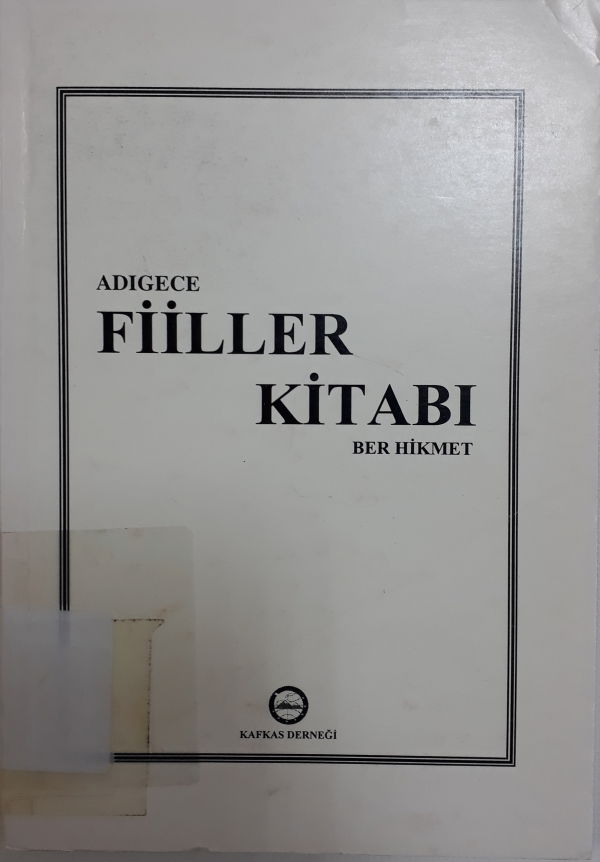 ADIGECE
FİİLLER
KİTABI
BER HİKMET
KAFKAS DERNEĞİ